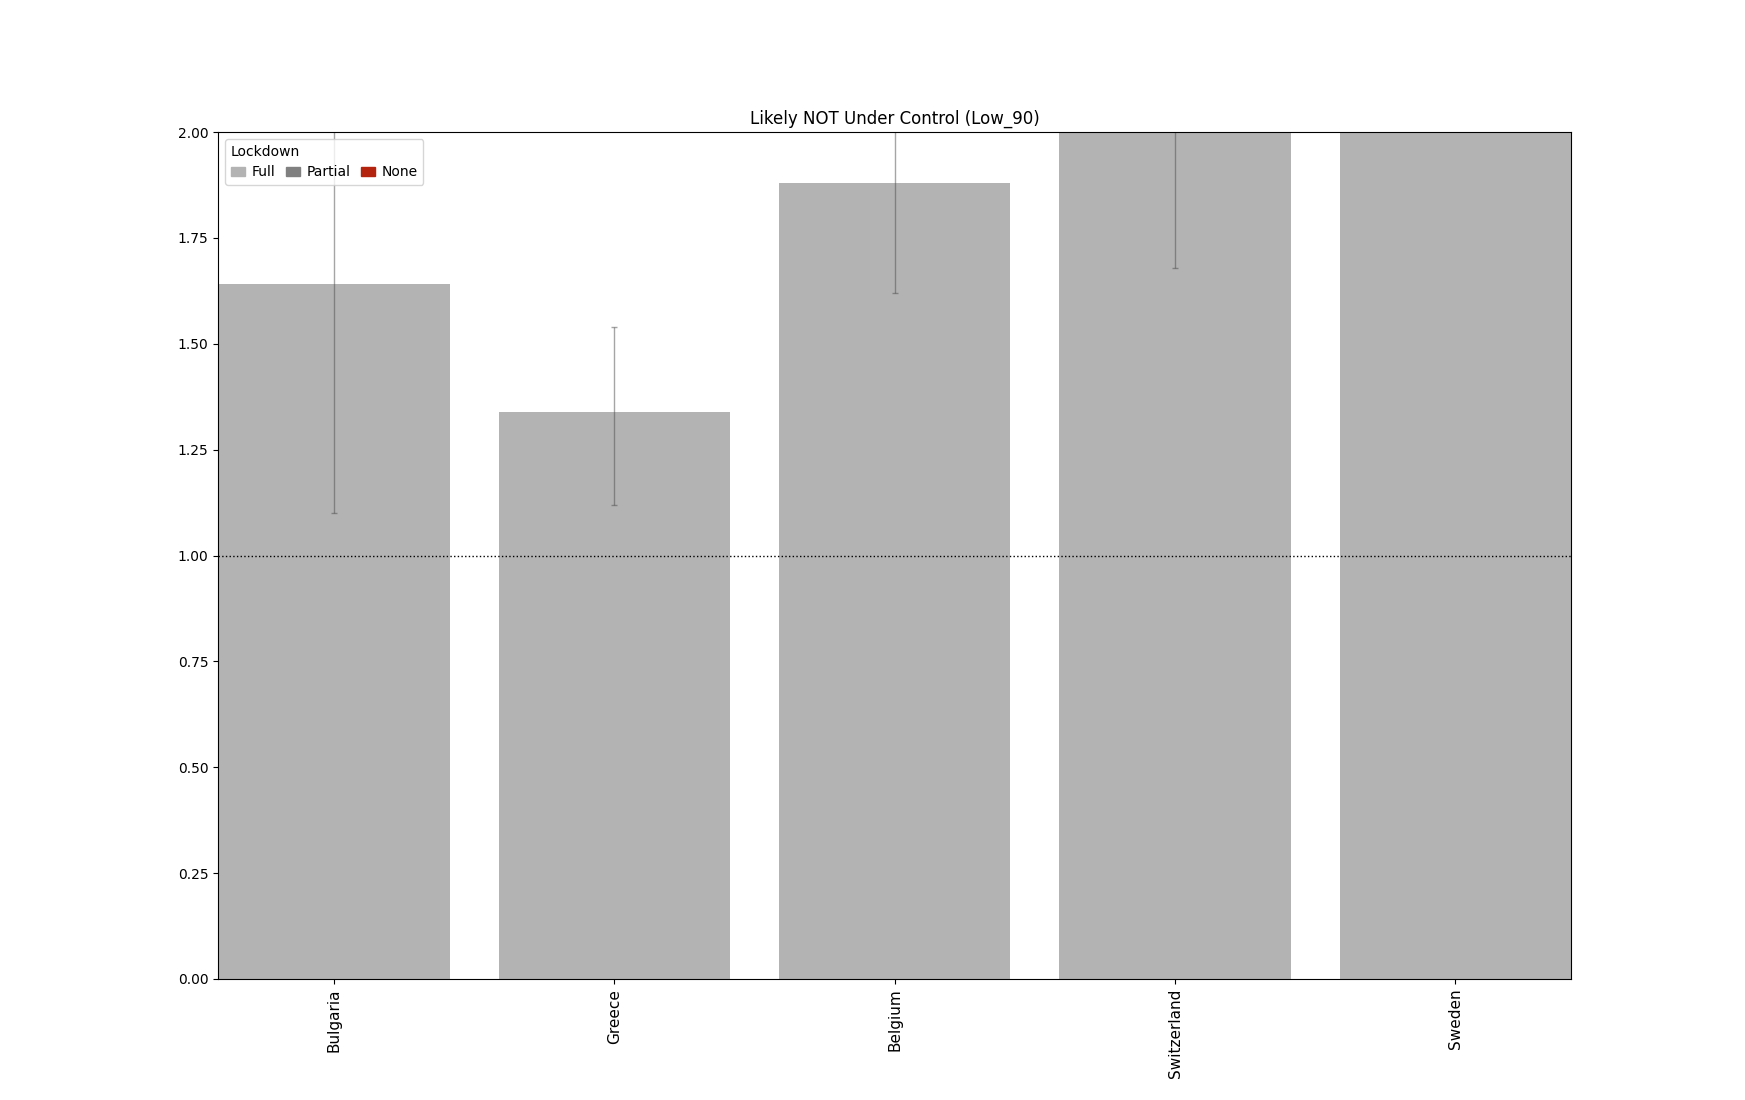 Likely NOT Under Control (Low_90)
2.00
Lockdown
Full Partial None
1.75
1.50
1.25
1.00
0.75
0.50
0.25
0.00
Bulgaria
Greece
Belgium
Switzerland
Sweden